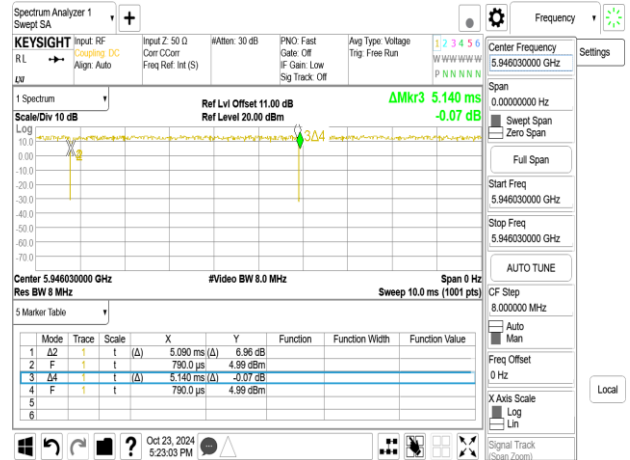 Spectrum Analyzer 1
Swept SA
Frequency
KEYSIGHT
RL
Input: RF
Coupling: DC
Align: Auto
Input Z: 50 Ω
Corr CCorr
Freq Ref: Int (S)
#Atten: 30 dB
PNO: Fast
Gate: Off
IF Gain: Low
Sig Track: Off
Avg Type: Voltage
Trig: Free Run
1 2 3 4 5 6
W W W W W W
P N N N N N
1 Spectrum
Scale/Div 10 dB
Ref Lvl Offset 11.00 dB
Ref Level 20.00 dBm
ΔMkr3 5.140 ms
-0.07 dB
Log
10.0
0.00
-10.0
-20.0
-30.0
-40.0
-50.0
-60.0
-70.0
2
3Δ4
Center 5.946030000 GHz
Res BW 8 MHz
#Video BW 8.0 MHz
Span 0 Hz
Sweep 10.0 ms (1001 pts)
5 Marker Table
Mode Trace Scale X Y Function Function Width Function Value
1 Δ2 1 t (Δ) 5.090 ms (Δ) 6.96 dB
2 F 1 t 790.0 µs 4.99 dBm
3 Δ4 1 t (Δ) 5.140 ms (Δ) -0.07 dB
4 F 1 t 790.0 µs 4.99 dBm
5
6
?
Oct 23, 2024
5:23:03 PM
Center Frequency
5.946030000 GHz
Settings
Span
0.00000000 Hz
Swept Span
Zero Span
Full Span
Start Freq
5.946030000 GHz
Stop Freq
5.946030000 GHz
AUTO TUNE
CF Step
8.000000 MHz
Auto
Man
Freq Offset
0 Hz
Local
X Axis Scale
Log
Lin
Signal Track
(Span Zoom)